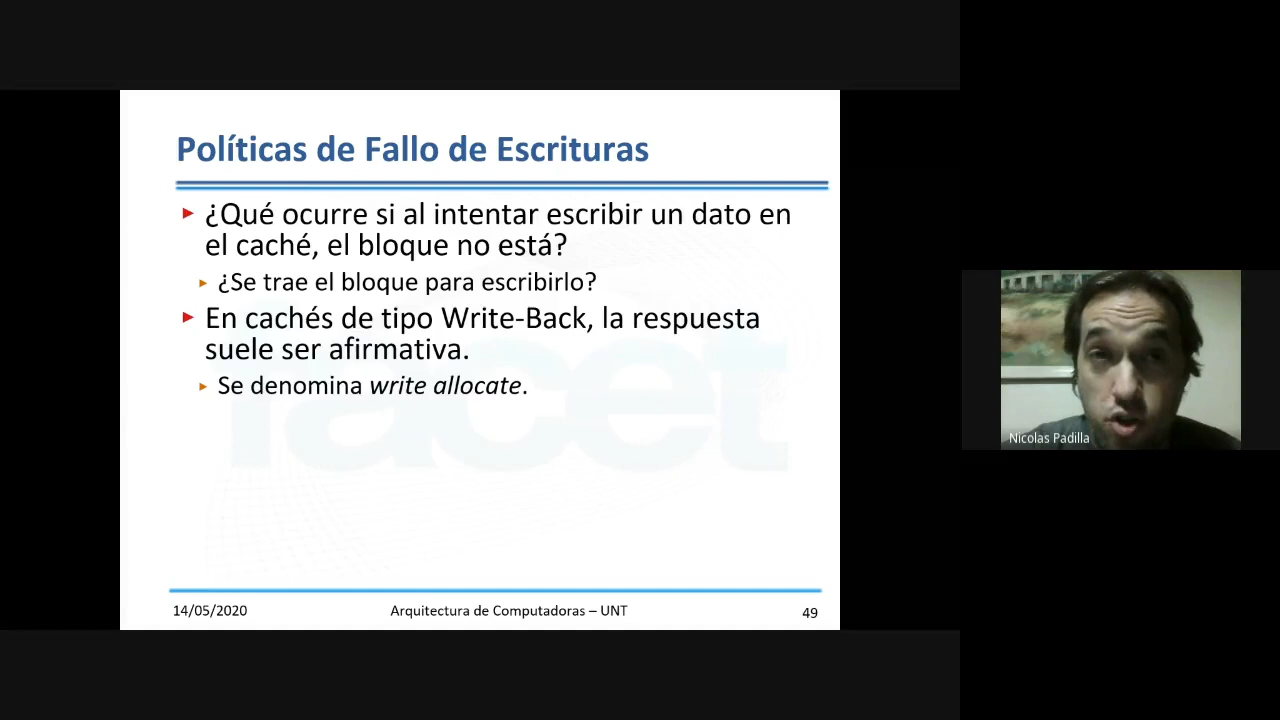 Políticas de Fallo de Escrituras
¿Qué ocurre si al intentar escribir un dato en
el caché, el bloque no está?
¿Se trae el bloque para escribirlo?
En cachés de tipo Write-Back, la respuesta
suele ser afirmativa.
Se denomina write allocate.
facet
14/05/2020
Arquitectura de Computadoras – UNT
49
Nicolas Padilla